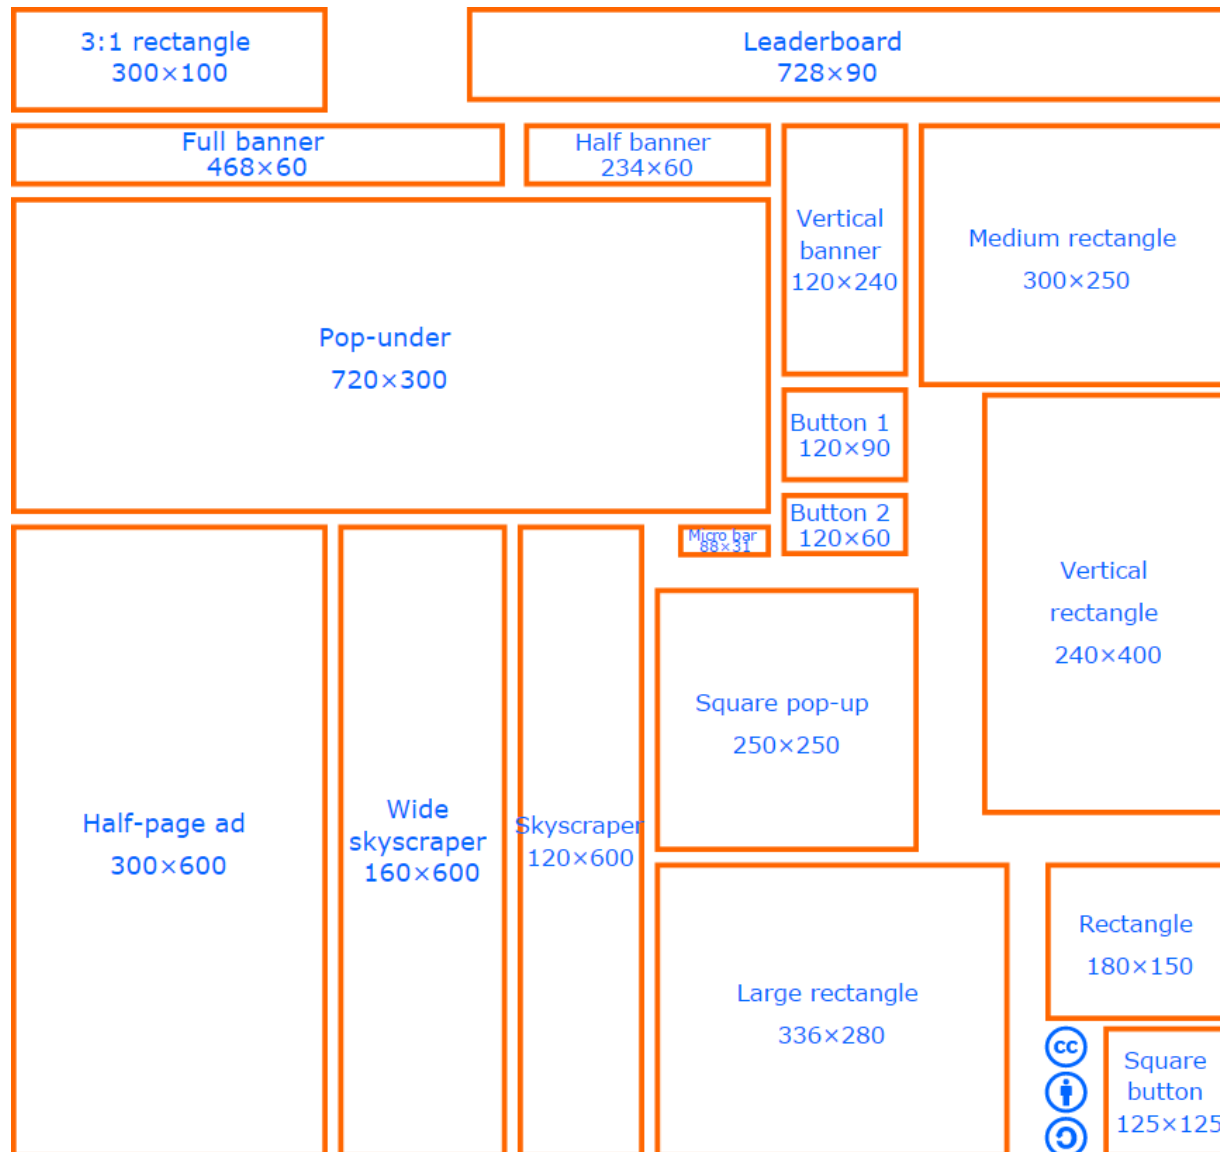 3:1 rectangle
300×100
Leaderboard
728×90
Full banner
468×60
Half banner
234×60
Vertical
banner
120×240
Medium rectangle
300×250
Pop-under
720×300
Button 1
120×90
Button 2
120×60
Micro bar
88×31
Vertical
rectangle
240×400
Square pop-up
250×250
Half-page ad
300×600
Wide
skyscraper
160×600
Skyscraper
120×600
Large rectangle
336×280
Rectangle
180×150
cc
Square
button
125×125